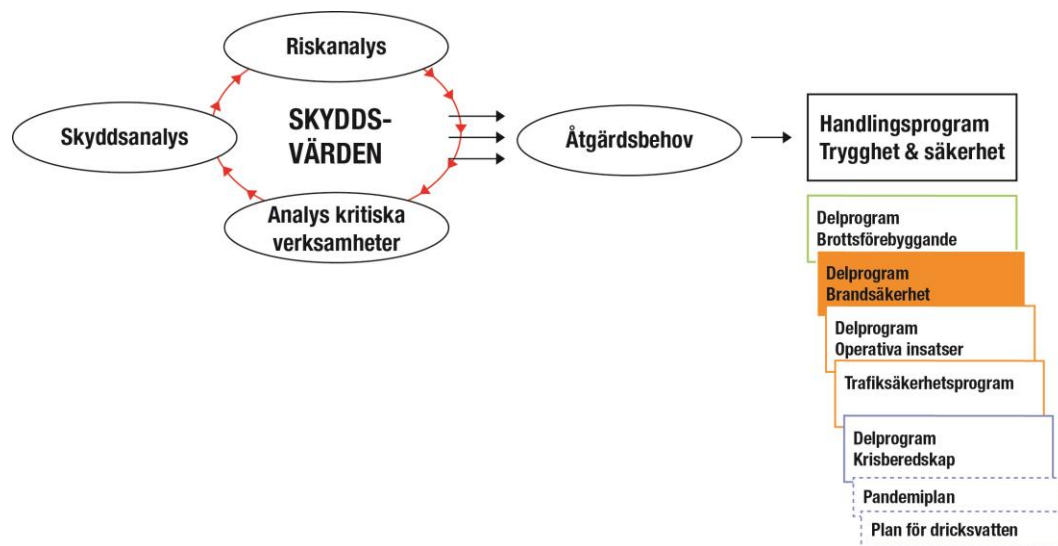 Riskanalys
Skyddsanalys
SKYDDS-
VÄRDEN
Analys kritiska
verksamheter
Åtgärdsbehov
Handlingsprogram
Trygghet & säkerhet
Delprogram
Brottsförebyggande
Delprogram
Brandsäkerhet
Delprogram
Operativa insatser
Trafiksäkerhetsprogram
Delprogram
Krisberedskap
Pandemiplan
Plan för dricksvatten